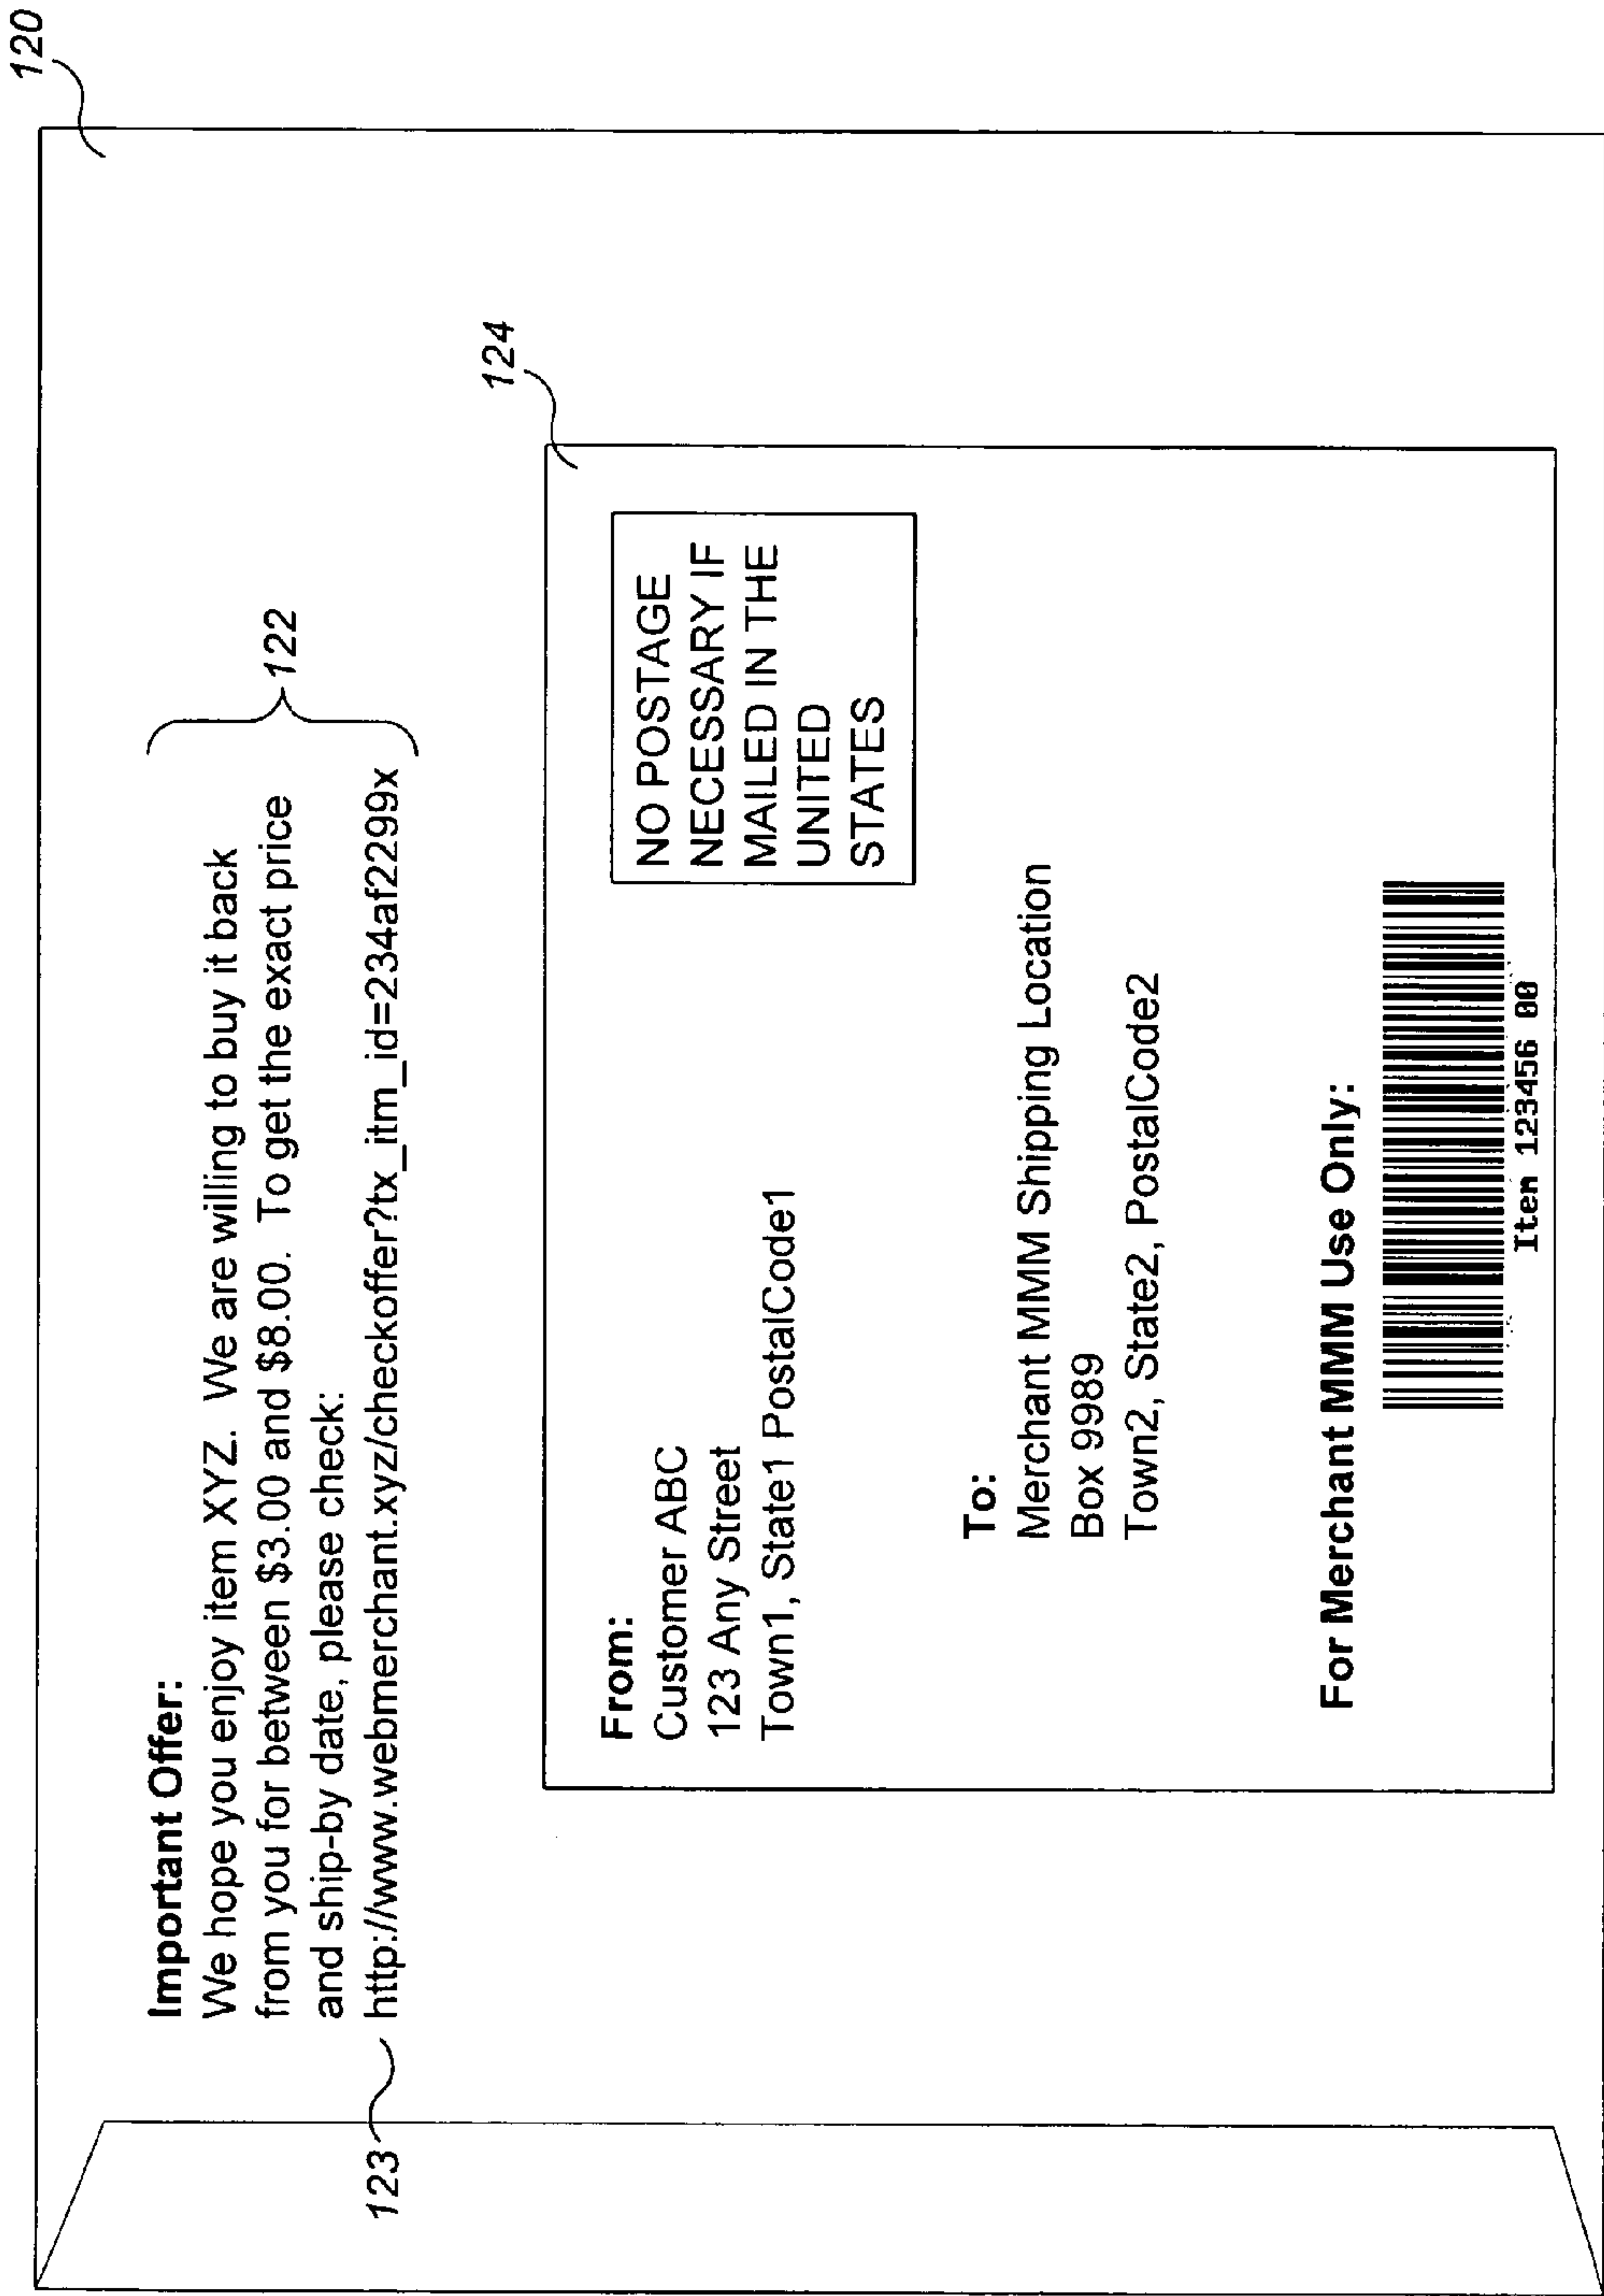 120
Important Offer:
We hope you enjoy item XYZ. We are willing to buy it back
from you for between $3.00 and $8.00. To get the exact price
and ship-by date, please check:
http://www.webmerchant.xyz/checkoffer?tx_itm_id=234af2299x
122
123
124
From:
Customer ABC
123 Any Street
Town1, State1 PostalCode1
NO POSTAGE
NECESSARY IF
MAILED IN THE
UNITED
STATES
To:
Merchant MMM Shipping Location
Box 9989
Town2, State2, PostalCode2
For Merchant MMM Use Only:
Item 123456 00